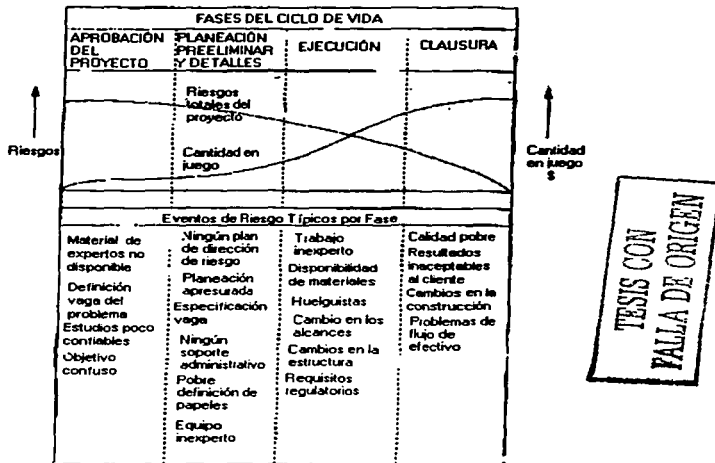 FASES DEL CICLO DE VIDA
APROBACIÓN
DEL
PROYECTO
PLANEACIÓN
PREELIMINAR
Y DETALLES
EJECUCIÓN
CLAUSURA
Riesgos
totales del
proyecto
Cantidad en
juego
Riesgos
Cantidad
en juego
$
Eventos de Riesgo Típicos por Fase
Material de
expertos no
disponible
Definición
vaga del
problema
Estudios poco
confiables
Objetivo
confuso
Ningún plan
de dirección
de riesgo
Planeación
apresurada
Especificación
vaga
Ningún
soporte
administrativo
Pobre
definición de
papeles
Equipo
inexperto
Trabajo
inexperto
Disponibilidad
de materiales
Huelguistas
Cambio en los
alcances
Cambios en la
estructura
Requisitos
regulatorios
Calidad pobre
Resultados
inaceptables
al cliente
Cambios en la
construcción
Problemas de
flujo de
efectivo
TESIS CON
FALLA DE ORIGEN